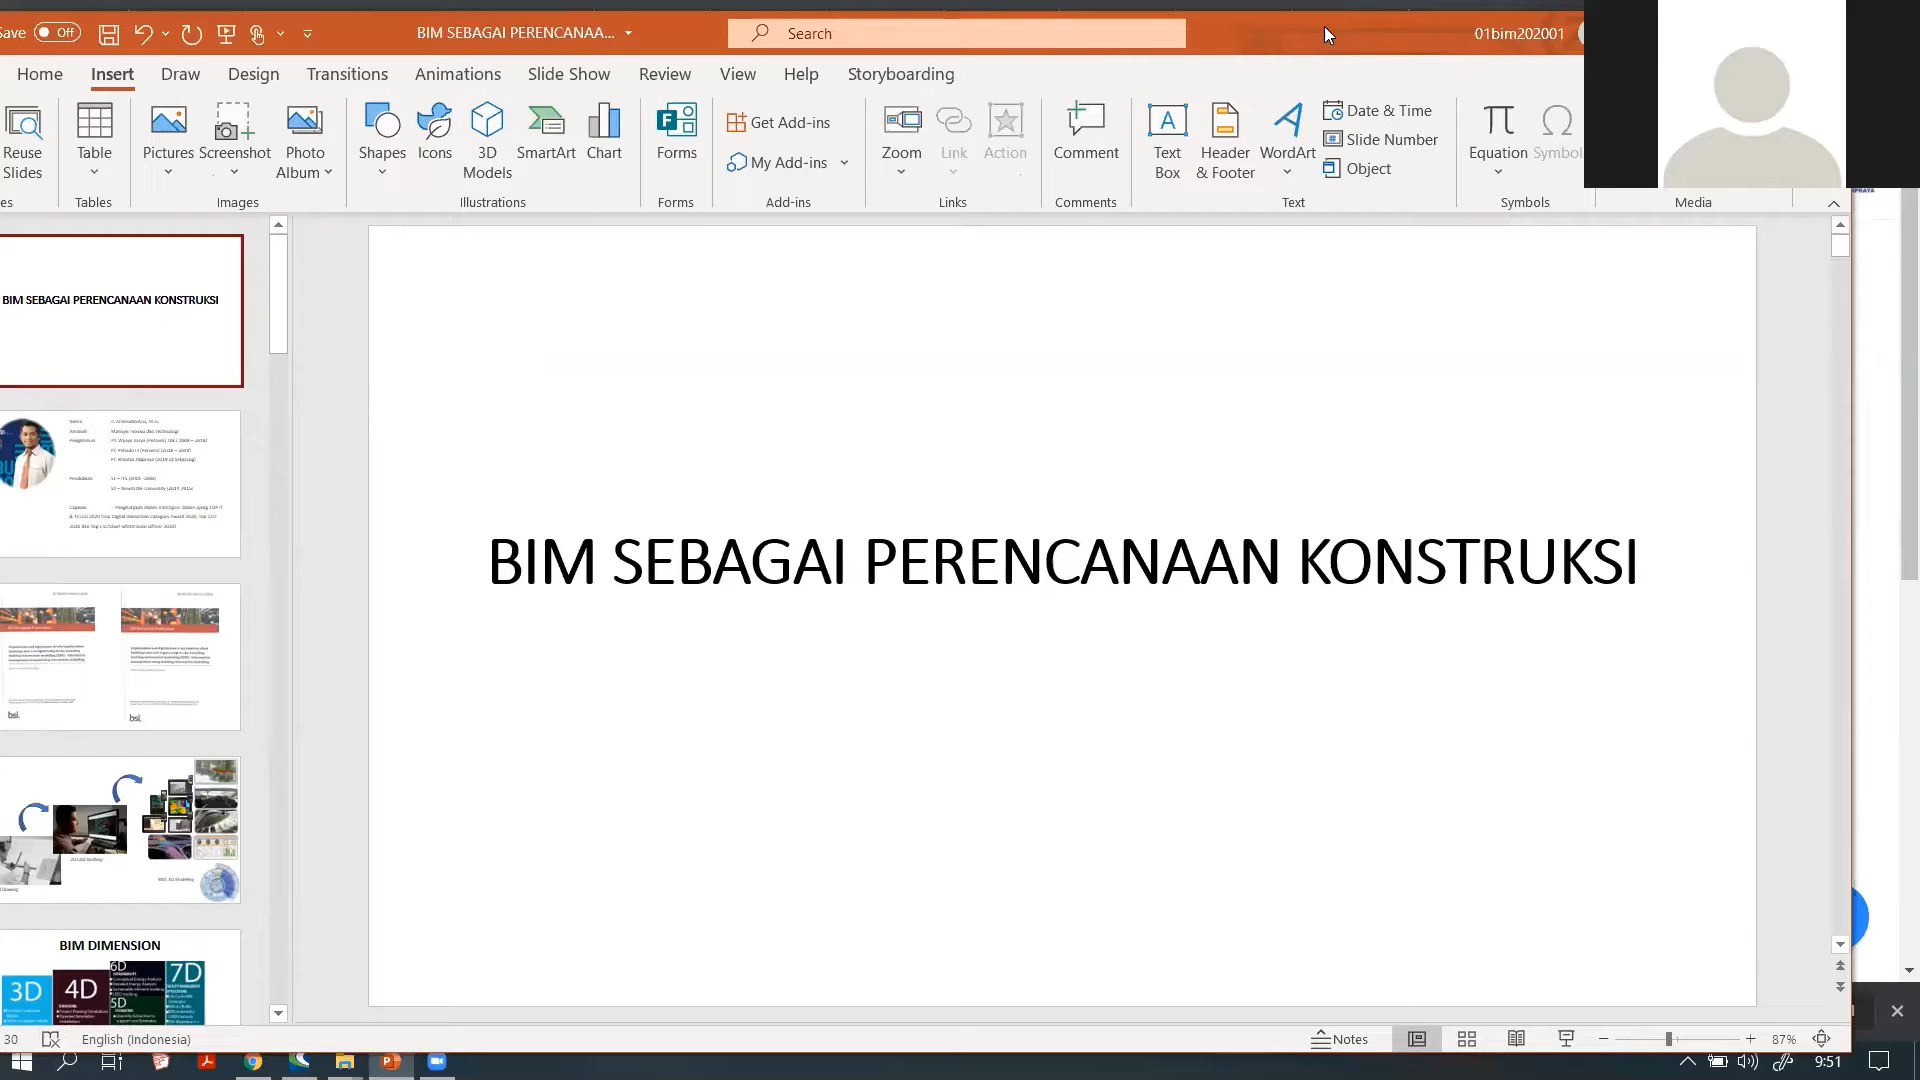 Save Off
BIM SEBAGAI PERENCANAA...
Search
01bim202001
Home Insert Draw Design Transitions Animations Slide Show Review View Help Storyboarding
Reuse Slides
Table
Pictures
Screenshot
Photo Album
Shapes
Icons
3D Models
SmartArt
Chart
Forms
Get Add-ins
My Add-ins
Zoom
Link
Action
Comment
Text Box
Header & Footer
WordArt
Date & Time
Slide Number
Object
Equation
Symbol
Tables
Images
Illustrations
Forms
Add-ins
Links
Comments
Text
Symbols
Media
BIM SEBAGAI PERENCANAAN KONSTRUKSI
bsi.
bsi.
BIM DIMENSION
3D
4D
6D
5D
7D
BIM SEBAGAI PERENCANAAN KONSTRUKSI
30
English (Indonesia)
Notes
87%
9:51